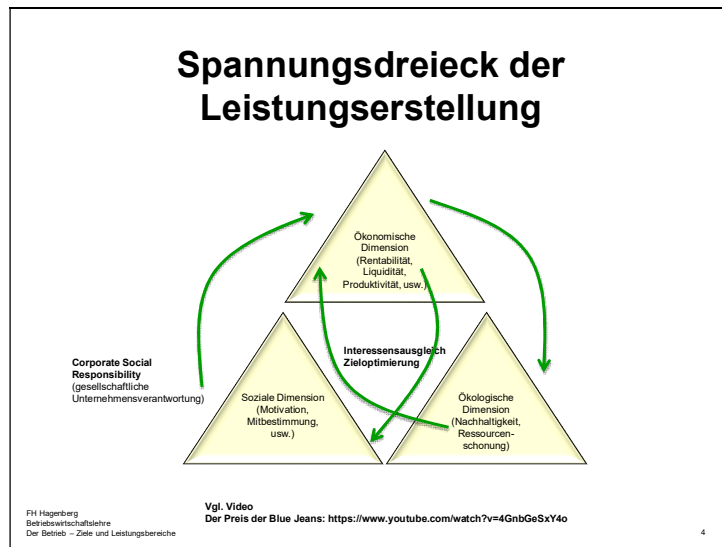 Spannungsdreieck der
Leistungserstellung
Ökonomische
Dimension
(Rentabilität,
Liquidität,
Produktivität, usw.)
Corporate Social
Responsibility
(gesellschaftliche
Unternehmensverantwortung)
Interessensausgleich
Zieloptimierung
Soziale Dimension
(Motivation,
Mitbestimmung,
usw.)
Ökologische
Dimension
(Nachhaltigkeit,
Ressourcen-
schonung)
Vgl. Video
Der Preis der Blue Jeans: https://www.youtube.com/watch?v=4GnbGeSxY4o
FH Hagenberg
Betriebswirtschaftslehre
Der Betrieb – Ziele und Leistungsbereiche
4